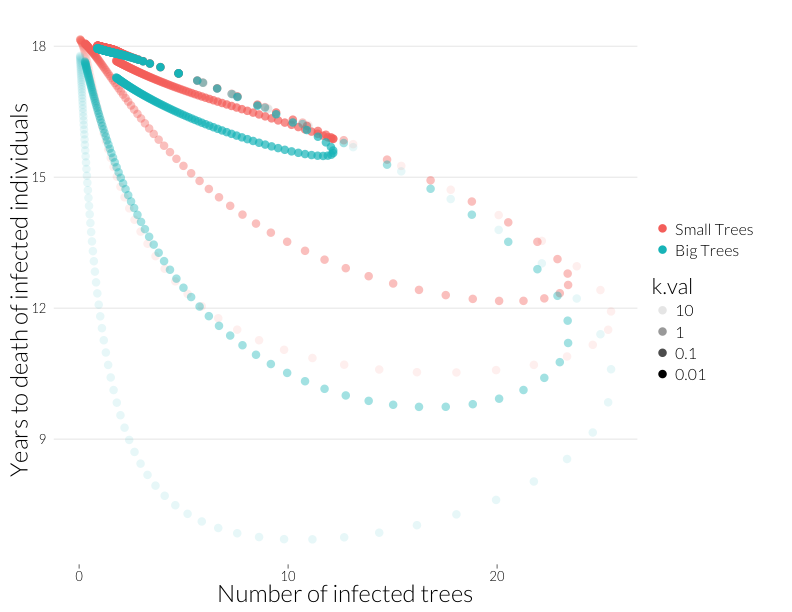 Years to death of infected individuals
18
15
12
9
0
10
20
Number of infected trees
Small Trees
Big Trees
k.val
10
1
0.1
0.01